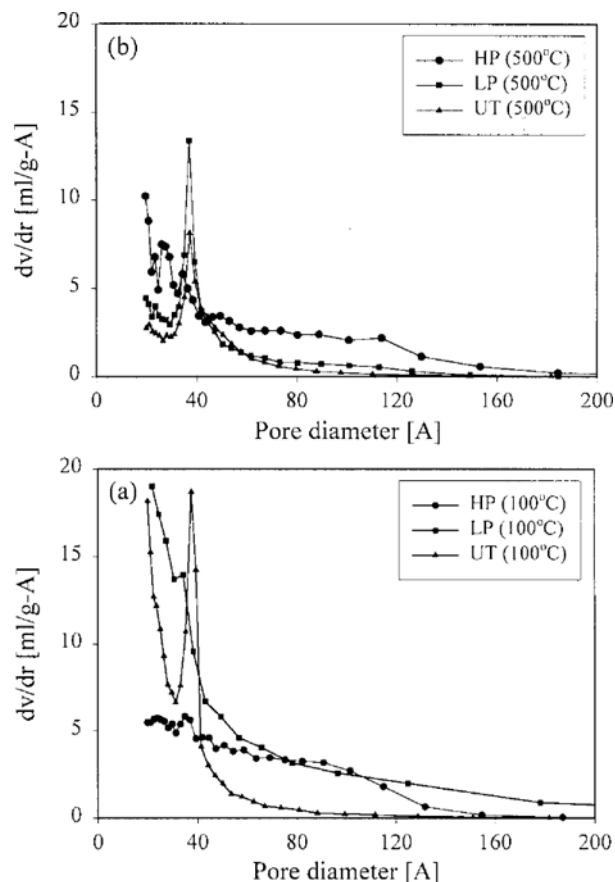 (b)
HP (500°C)
LP (500°C)
UT (500°C)
dv/dr [ml/g-A]
20
15
10
5
0
0 40 80 120 160 200
Pore diameter [A]
(a)
HP (100°C)
LP (100°C)
UT (100°C)
dv/dr [ml/g-A]
20
15
10
5
0
0 40 80 120 160 200
Pore diameter [A]